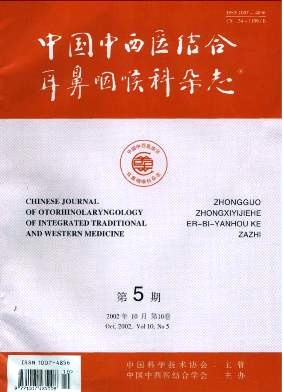 ISSN 1007-4856
中国中西医结合
耳鼻咽喉科杂志
CHINESE JOURNAL
OF OTORHINOLARYNGOLOGY
OF INTEGRATED TRADITIONAL
AND WESTERN MEDICINE
ZHONGGUO
ZHONGXIYIJIEHE
ER-BI-YANHOU KE
ZAZHI
第5期
2002年10月 第10卷
Oct, 2002, Vol 10, No 5
ISSN 1007-4856
中国科学技术协会 主管
中国中西医结合学会 主办